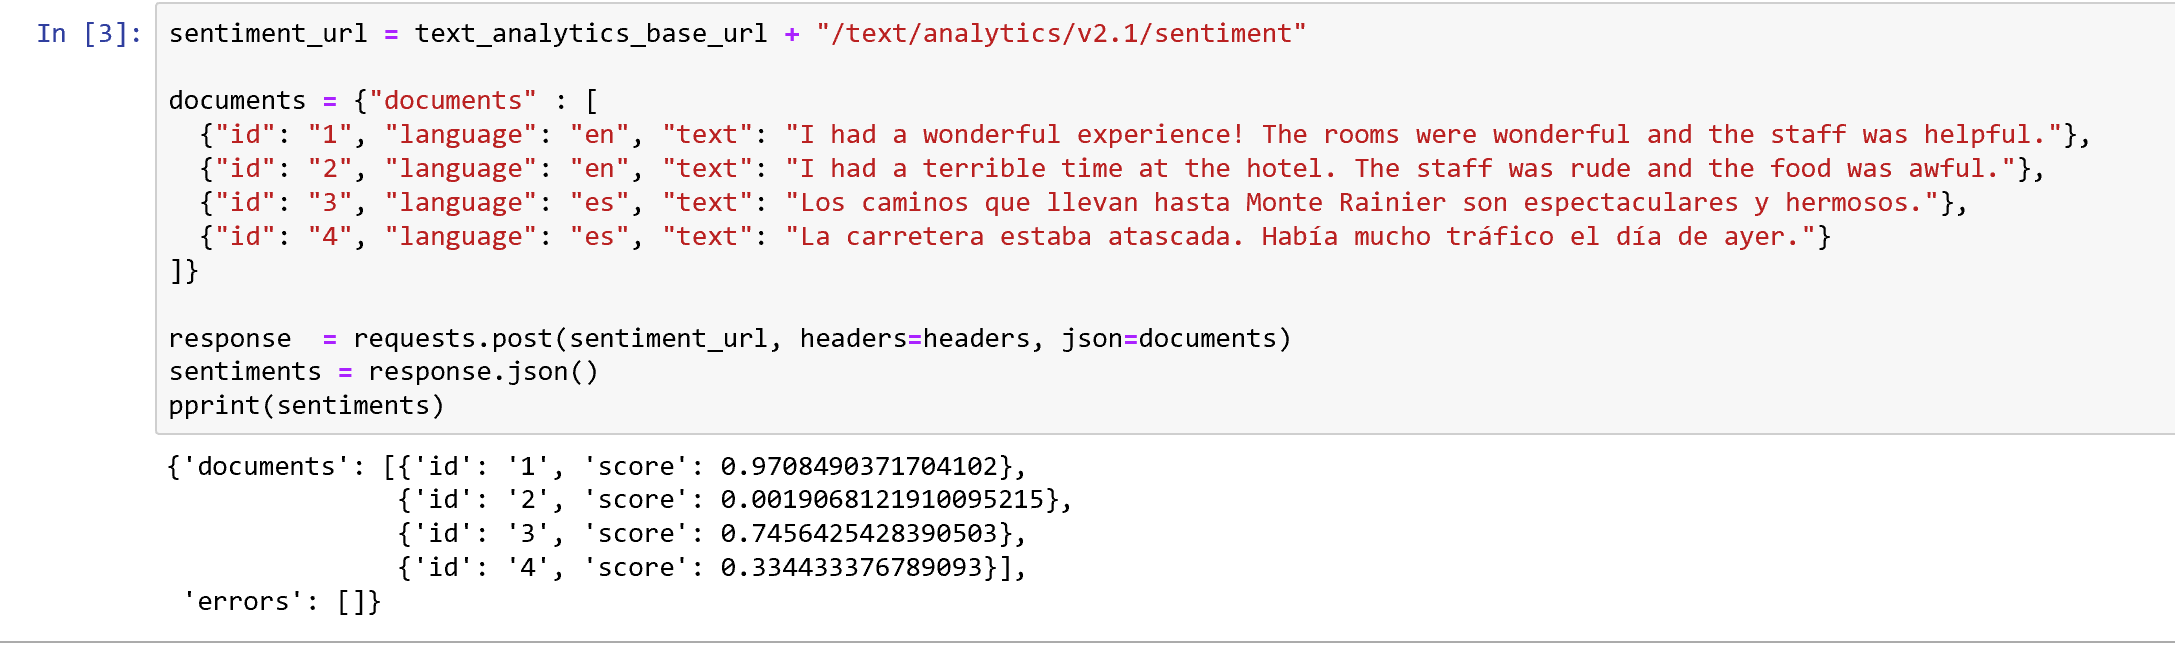 In [3]: sentiment_url = text_analytics_base_url + "/text/analytics/v2.1/sentiment"
documents = {"documents" : [
  {"id": "1", "language": "en", "text": "I had a wonderful experience! The rooms were wonderful and the staff was helpful."},
  {"id": "2", "language": "en", "text": "I had a terrible time at the hotel. The staff was rude and the food was awful."},
  {"id": "3", "language": "es", "text": "Los caminos que llevan hasta Monte Rainier son espectaculares y hermosos."},
  {"id": "4", "language": "es", "text": "La carretera estaba atascada. Había mucho tráfico el día de ayer."}
]}
response  = requests.post(sentiment_url, headers=headers, json=documents)
sentiments = response.json()
pprint(sentiments)
{'documents': [{'id': '1', 'score': 0.9708490371704102},
               {'id': '2', 'score': 0.0019068121910095215},
               {'id': '3', 'score': 0.7456425428390503},
               {'id': '4', 'score': 0.334433376789093}],
 'errors': []}